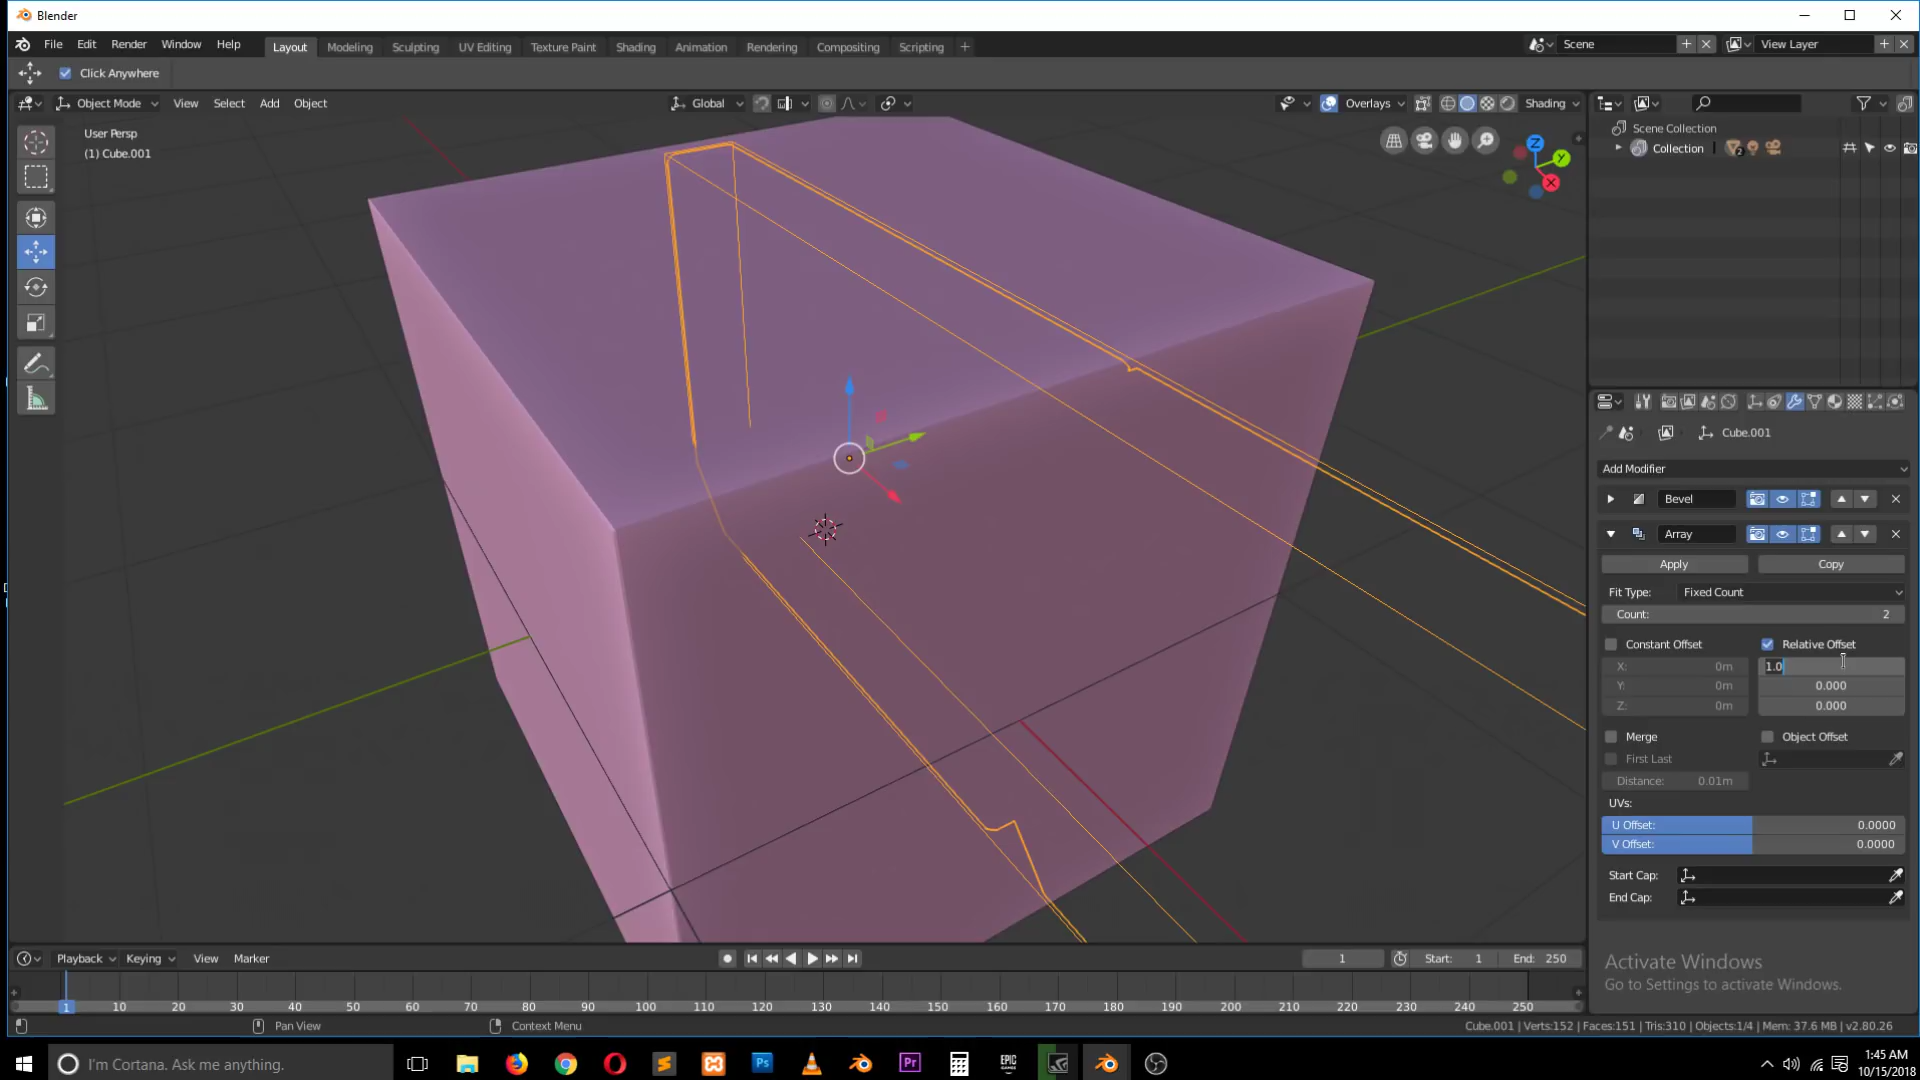 Blender
File Edit Render Window Help
Layout Modeling Sculpting UV Editing Texture Paint Shading Animation Rendering Compositing Scripting +
Scene
View Layer
Click Anywhere
Object Mode View Select Add Object
Global
Overlays
Shading
User Persp
(1) Cube.001
Z
Y
X
Scene Collection
Collection
2
Cube.001
Add Modifier
Bevel
Array
Apply
Copy
Fit Type: Fixed Count
Count: 2
Constant Offset
Relative Offset
X: 0m
1.0
Y: 0m
0.000
Z: 0m
0.000
Merge
Object Offset
First Last
Distance: 0.01m
UVs:
U Offset: 0.0000
V Offset: 0.0000
Start Cap:
End Cap:
Activate Windows
Go to Settings to activate Windows.
Playback Keying View Marker
1
Start: 1
End: 250
1 10 20 30 40 50 60 70 80 90 100 110 120 130 140 150 160 170 180 190 200 210 220 230 240 250
Pan View
Context Menu
Cube.001 | Verts:152 | Faces:151 | Tris:310 | Objects:1/4 | Mem: 37.6 MB | v2.80.26
I'm Cortana. Ask me anything.
Ps
Pr
EPIC
GAMES
1:45 AM
10/15/2018